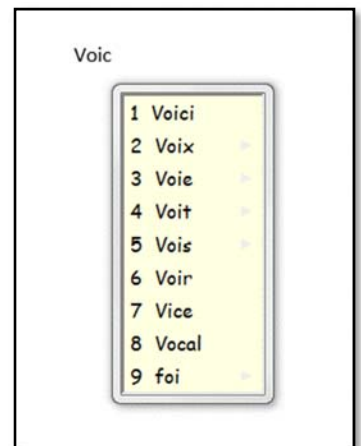 Voic
1 Voici
2 Voix
3 Voie
4 Voit
5 Vois
6 Voir
7 Vice
8 Vocal
9 foi